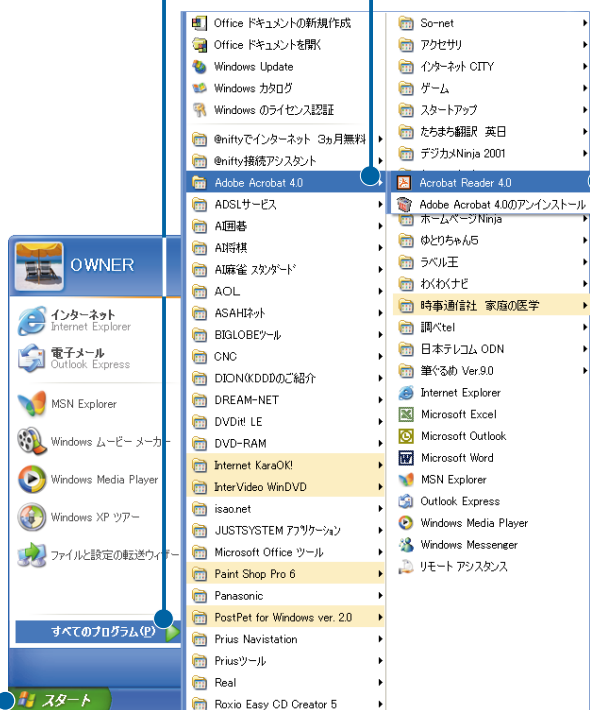 Office ドキュメントの新規作成
Office ドキュメントを開く
Windows Update
Windows カタログ
Windows のライセンス認証
@niftyでインターネット 3ヵ月無料
@nifty接続アシスタント
Adobe Acrobat 4.0
ADSLサービス
AI囲碁
AI将棋
AI麻雀 スタンダード
AOL
ASAHIネット
BIGLOBEツール
CNC
DION(KDDI)のご紹介
DREAM-NET
DVDit! LE
DVD-RAM
Internet KaraOK!
InterVideo WinDVD
isao.net
JUSTSYSTEM アプリケーション
Microsoft Office ツール
Paint Shop Pro 6
Panasonic
PostPet for Windows ver. 2.0
Prius Navistation
Priusツール
Real
Roxio Easy CD Creator 5
So-net
アクセサリ
インターネット CITY
ゲーム
スタートアップ
たちまち翻訳 英日
デジカメNinja 2001
Acrobat Reader 4.0
Adobe Acrobat 4.0のアンインストール
ホームページNinja
ゆとりちゃん5
ラベル王
わくわくナビ
時事通信社 家庭の医学
調べtel
日本テレコム ODN
筆ぐるめ Ver.9.0
Internet Explorer
Microsoft Excel
Microsoft Outlook
Microsoft Word
MSN Explorer
Outlook Express
Windows Media Player
Windows Messenger
リモート アシスタンス
OWNER
インターネット
Internet Explorer
電子メール
Outlook Express
MSN Explorer
Windows ムービー メーカー
Windows Media Player
Windows XP ツアー
ファイルと設定の転送ウィザー
すべてのプログラム(P)
スタート